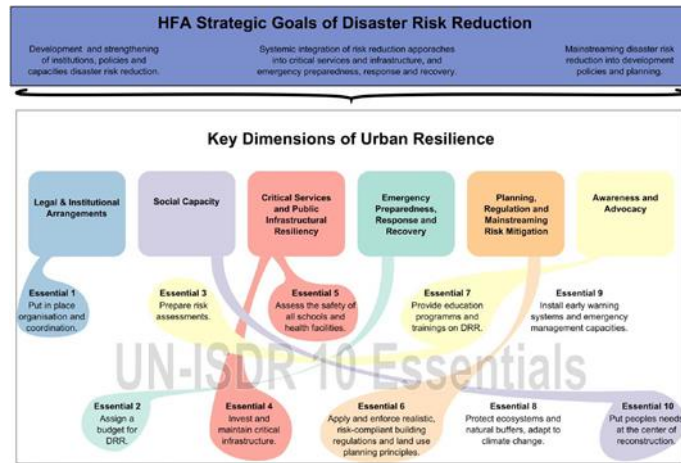 HFA Strategic Goals of Disaster Risk Reduction
Development and strengthening
of institutions, policies and
capacities disaster risk reduction.
Systemic integration of risk reduction apporsches
into critical services and infrastructure, and
emergency preparedness, response and recovery.
Mainstreaming disaster risk
reduction into development
policies and planning.
Key Dimensions of Urban Resilience
Legal & Institutional
Arrangements
Social Capacity
Critical Services
and Public
Infrastructural
Resiliency
Emergency
Preparedness,
Response and
Recovery
Planning,
Regulation and
Mainstreaming
Risk Mitigation
Awareness and
Advocacy
Essential 1
Put in place
organisation and
coordination.
Essential 3
Prepare risk
assessments.
Essential 5
Assess the safety of
all schools and
health facilities.
Essential 7
Provide education
programms and
trainings on DRR.
Essential 9
Install early warning
systems and emergency
management capacities.
UN-ISDR 10 Essentials
Essential 2
Assign a
budget for
DRR.
Essential 4
Invest and
maintain critical
infrastructure.
Essential 6
Apply and enforce realistic,
risk-compliant building
regulations and land use
planning principles.
Essential 8
Protect ecosystems and
natural buffers, adapt to
climate change.
Essential 10
Put peoples needs
at the center of
reconstruction.